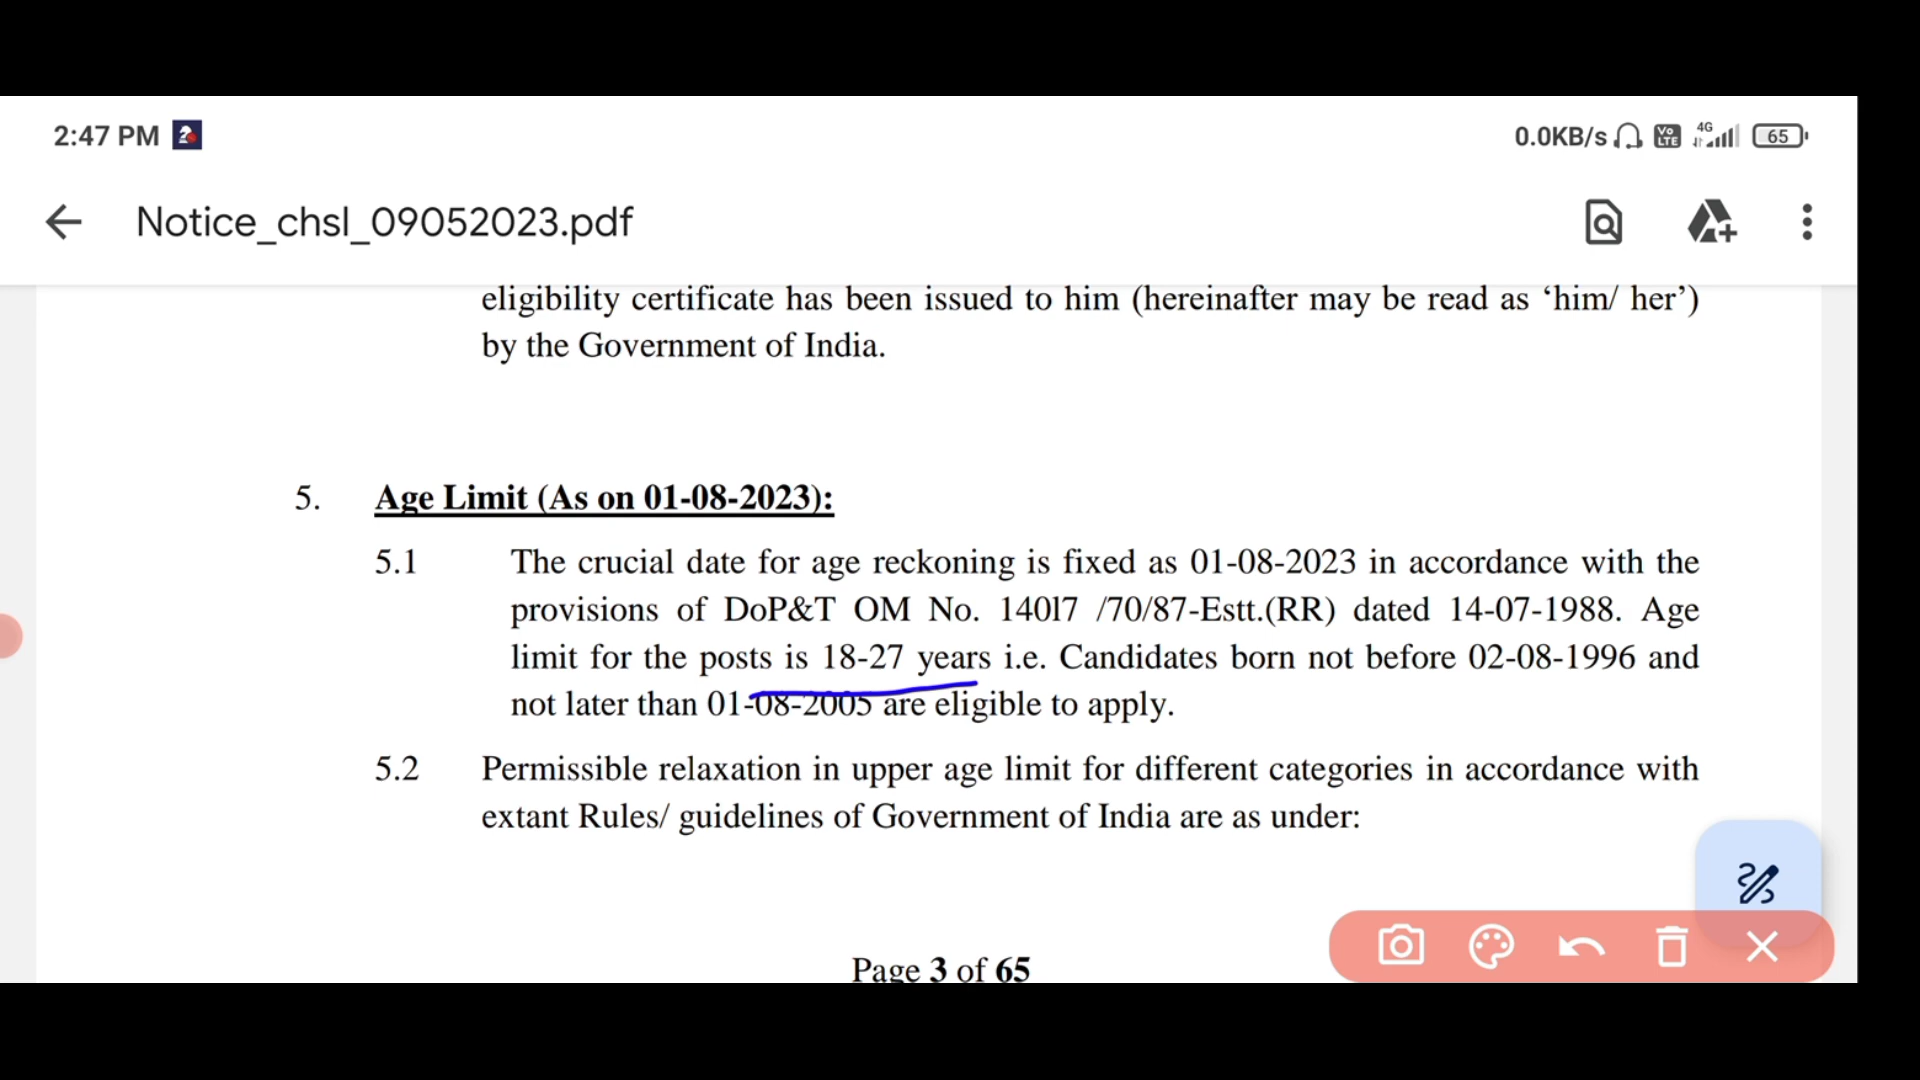 2:47 PM
0.0KB/s Vo LTE 4G 65
Notice_chsl_09052023.pdf
eligibility certificate has been issued to him (hereinafter may be read as ‘him/ her’)
by the Government of India.
5. Age Limit (As on 01-08-2023):
5.1 The crucial date for age reckoning is fixed as 01-08-2023 in accordance with the
provisions of DoP&T OM No. 140l7 /70/87-Estt.(RR) dated 14-07-1988. Age
limit for the posts is 18-27 years i.e. Candidates born not before 02-08-1996 and
not later than 01-08-2005 are eligible to apply.
5.2 Permissible relaxation in upper age limit for different categories in accordance with
extant Rules/ guidelines of Government of India are as under:
Page 3 of 65